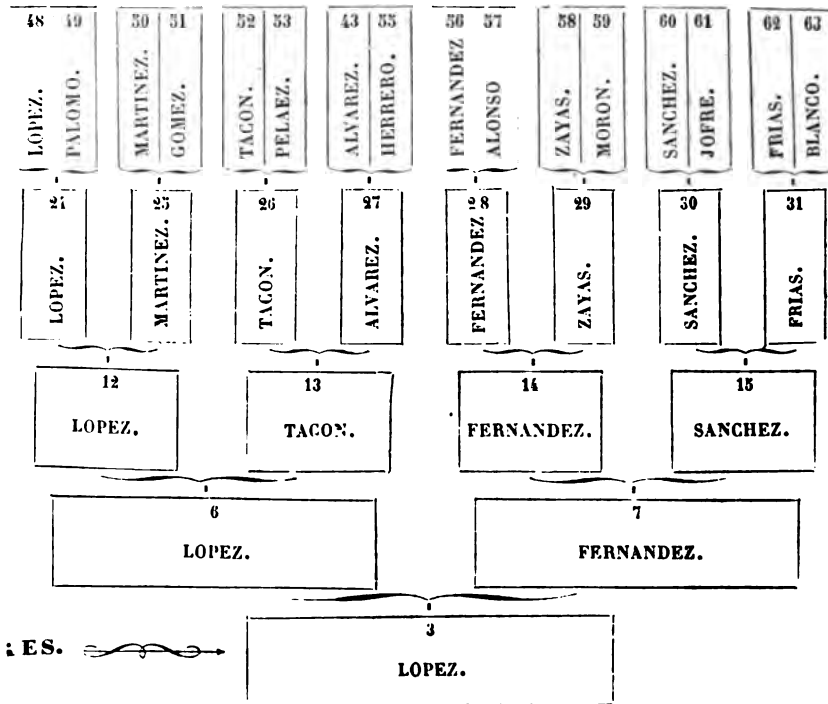 48 49 50 51 52 53 43 55 56 57 58 59 60 61 62 63
LOPEZ. PALOMO. MARTINEZ. GOMEZ. TACON. PELAEZ. ALVAREZ. HERRERO. FERNANDEZ ALONSO ZAYAS. MORON. SANCHEZ. JOFRE. FRIAS. BLANCO.
24 25 26 27 28 29 30 31
LOPEZ. MARTINEZ. TACON. ALVAREZ. FERNANDEZ ZAYAS. SANCHEZ. FRIAS.
12 13 14 15
LOPEZ. TACON. FERNANDEZ. SANCHEZ.
6 7
LOPEZ. FERNANDEZ.
3
ES. LOPEZ.